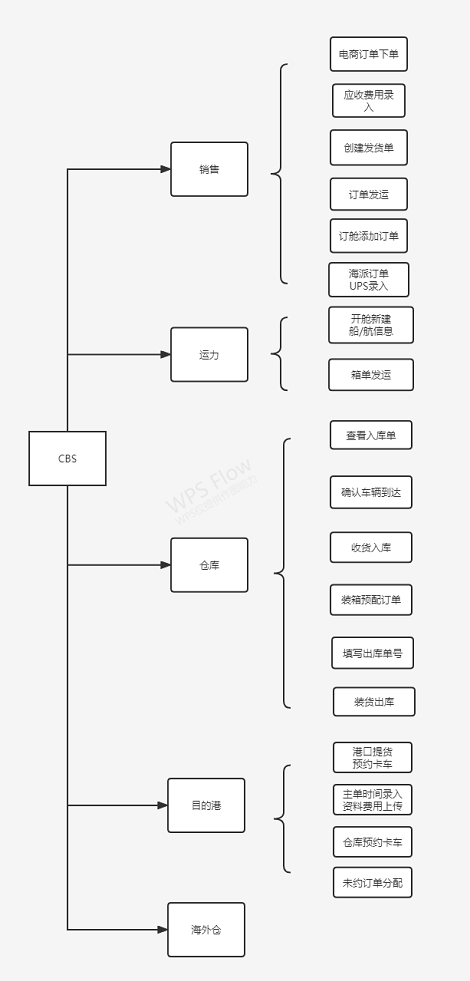 CBS
销售
电商订单下单
应收费用录
入
创建发货单
订单发运
订舱添加订单
海派订单
UPS录入
运力
开舱新建
船/航信息
箱单发运
仓库
查看入库单
确认车辆到达
收货入库
装箱预配订单
填写出库单号
装货出库
目的港
港口提货
预约卡车
主单时间录入
资料费用上传
仓库预约卡车
未约订单分配
海外仓
WPS Flow